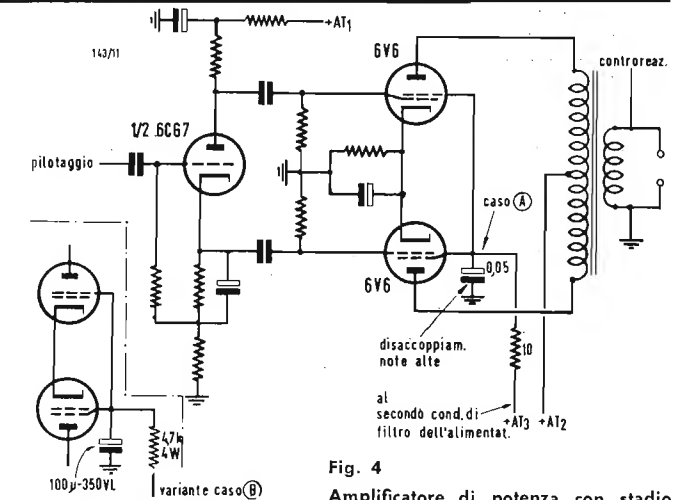 143/11
+AT1
6V6
controreaz.
1/2 .6CG7
pilotaggio
caso A
6V6
0,05
disaccoppiam.
note alte
10
al
secondo cond. di
filtro dell'alimentat.
+AT3 +AT2
4,7k
4W
100µ-350VL
variante caso B
Fig. 4
Amplificatore di potenza con stadio